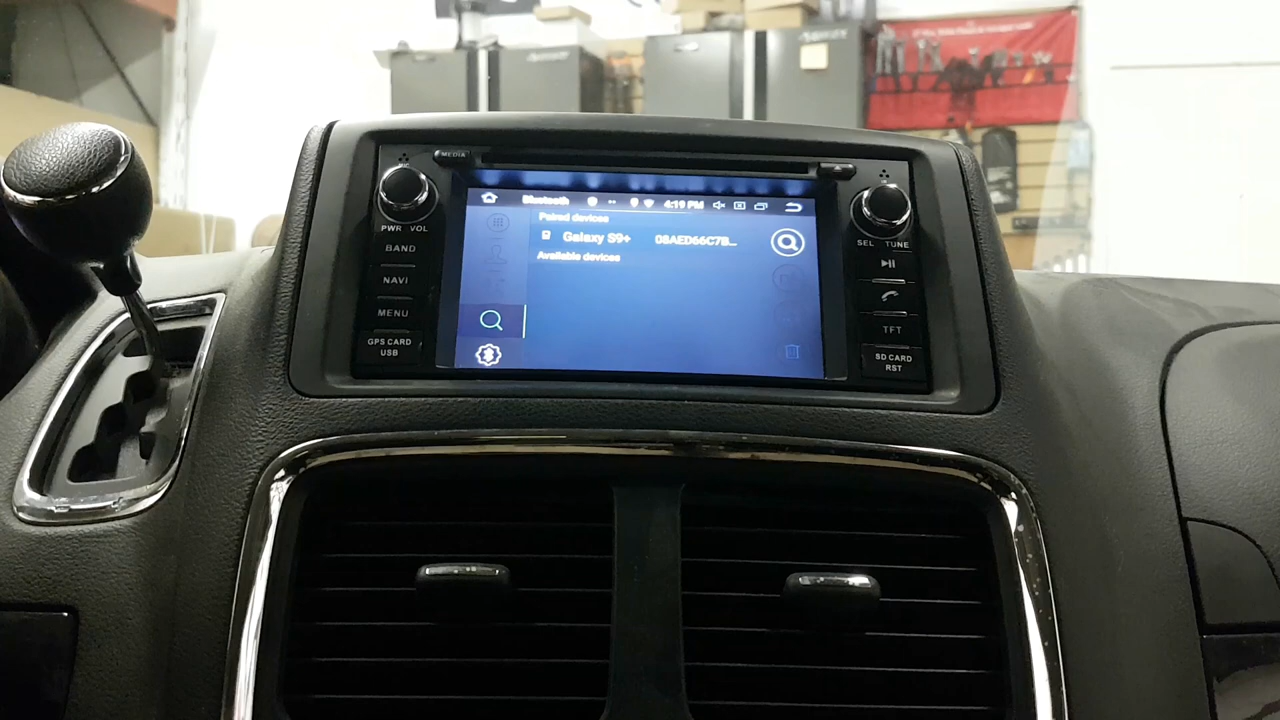 MEDIA
Bluetooth 4:19 PM
Paired devices
Galaxy S9+ 08AED66C7B...
Available devices
PWR VOL
BAND
NAVI
MENU
GPS CARD
USB
SEL TUNE
TFT
SD CARD
RST